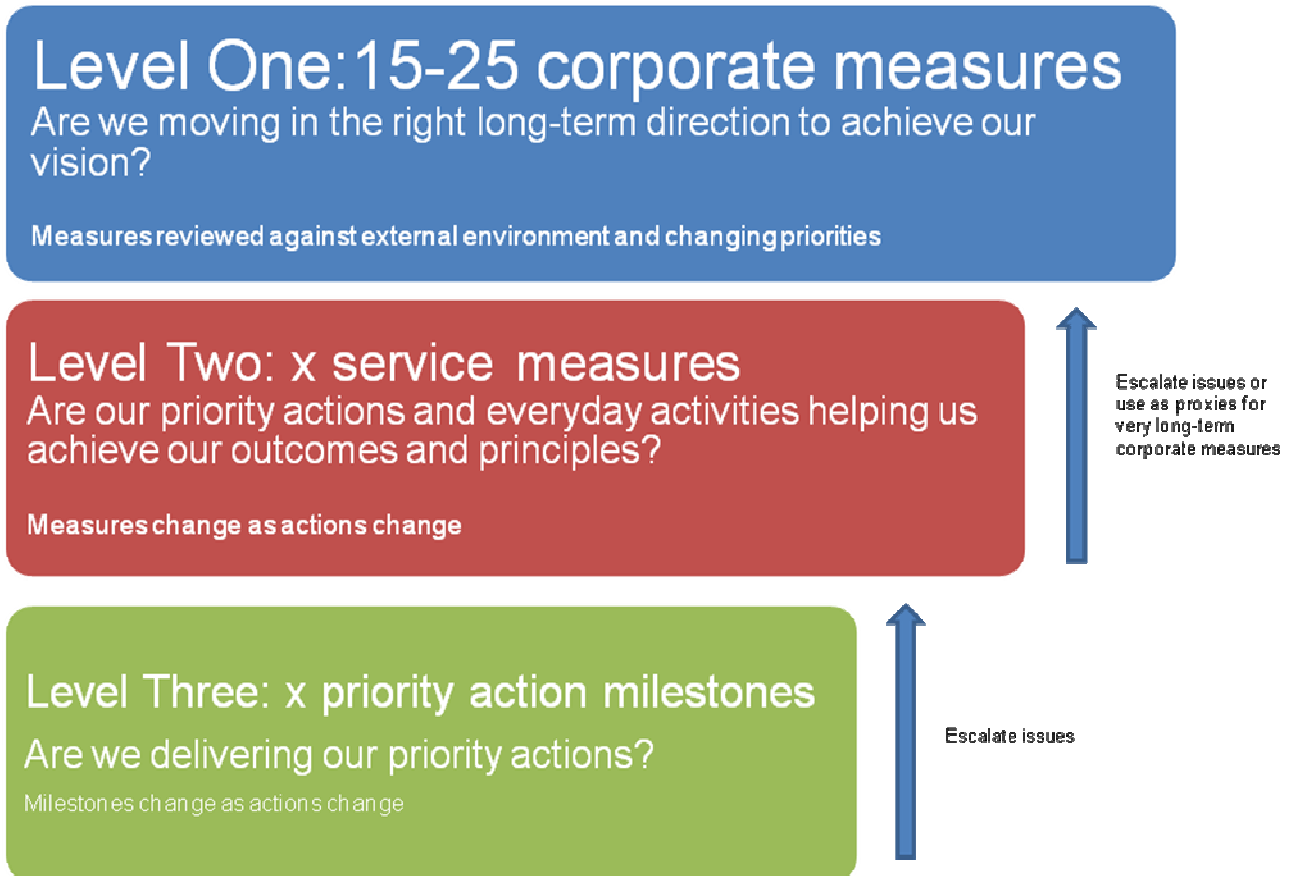 Level One:15-25 corporate measures
Are we moving in the right long-term direction to achieve our
vision?
Measures reviewed against external environment and changing priorities
Level Two: x service measures
Are our priority actions and everyday activities helping us
achieve our outcomes and principles?
Measures change as actions change
Escalate issues or
use as proxies for
very long-term
corporate measures
Level Three: x priority action milestones
Are we delivering our priority actions?
Milestones change as actions change
Escalate issues